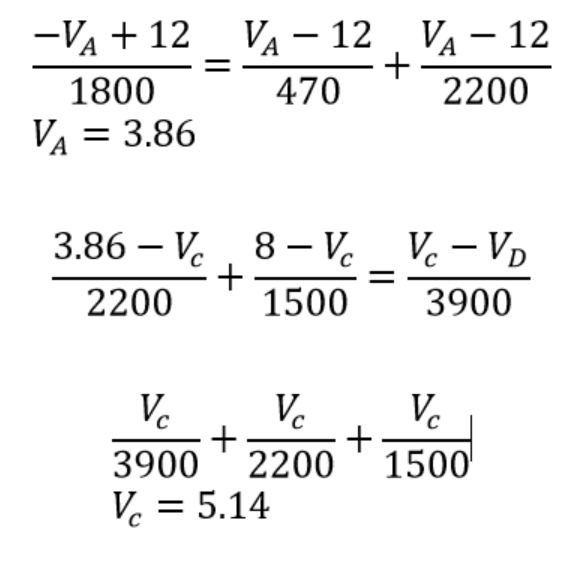 (-V_A + 12)/1800 = (V_A − 12)/470 + (V_A − 12)/2200
V_A = 3.86
(3.86 − V_c)/2200 + (8 − V_c)/1500 = (V_c − V_D)/3900
V_c/3900 + V_c/2200 + V_c/1500
V_c = 5.14